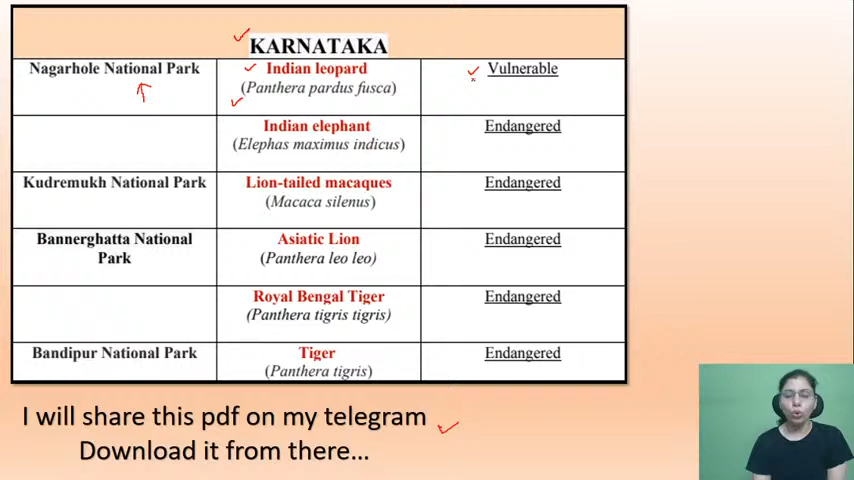 KARNATAKA
Nagarhole National Park
Indian leopard
(Panthera pardus fusca)
Vulnerable
Indian elephant
(Elephas maximus indicus)
Endangered
Kudremukh National Park
Lion-tailed macaques
(Macaca silenus)
Endangered
Bannerghatta National
Park
Asiatic Lion
(Panthera leo leo)
Endangered
Royal Bengal Tiger
(Panthera tigris tigris)
Endangered
Bandipur National Park
Tiger
(Panthera tigris)
Endangered
I will share this pdf on my telegram
Download it from there...